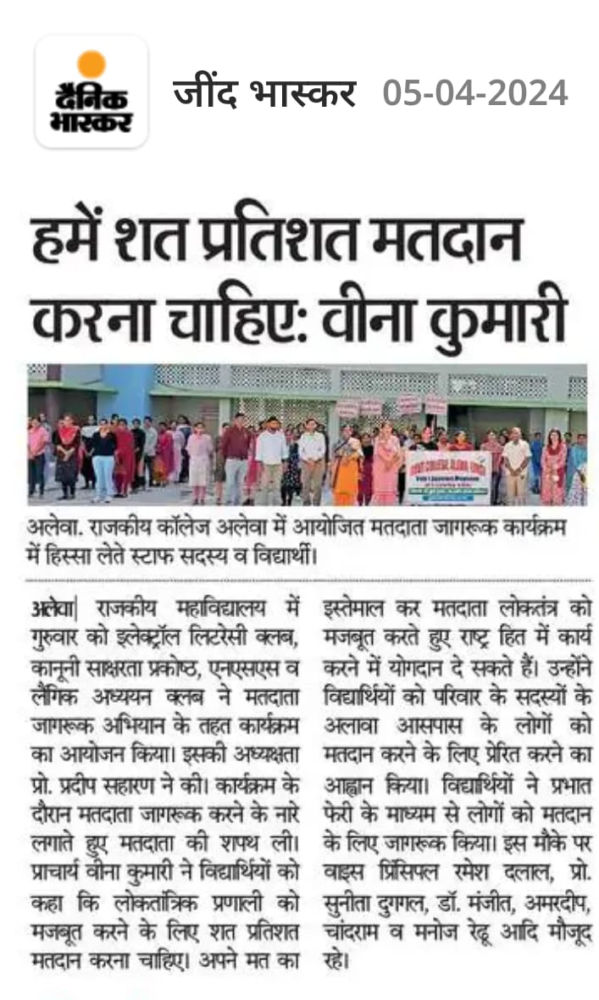 दैनिक
भास्कर
जींद भास्कर 05-04-2024
हमें शत प्रतिशत मतदान
करना चाहिए: वीना कुमारी
GOVT COLLEGE ALEWA
अलेवा. राजकीय कॉलेज अलेवा में आयोजित मतदाता जागरूक कार्यक्रम
में हिस्सा लेते स्टाफ सदस्य व विद्यार्थी।
अलेवा| राजकीय महाविद्यालय में
गुरुवार को इलेक्ट्रॉल लिटरेसी क्लब,
कानूनी साक्षरता प्रकोष्ठ, एनएसएस व
लैंगिक अध्ययन क्लब ने मतदाता
जागरूक अभियान के तहत कार्यक्रम
का आयोजन किया। इसकी अध्यक्षता
प्रो. प्रदीप सहारण ने की। कार्यक्रम के
दौरान मतदाता जागरूक करने के नारे
लगाते हुए मतदाता की शपथ ली।
प्राचार्य वीना कुमारी ने विद्यार्थियों को
कहा कि लोकतांत्रिक प्रणाली को
मजबूत करने के लिए शत प्रतिशत
मतदान करना चाहिए। अपने मत का
इस्तेमाल कर मतदाता लोकतंत्र को
मजबूत करते हुए राष्ट्र हित में कार्य
करने में योगदान दे सकते हैं। उन्होंने
विद्यार्थियों को परिवार के सदस्यों के
अलावा आसपास के लोगों को
मतदान करने के लिए प्रेरित करने का
आह्वान किया। विद्यार्थियों ने प्रभात
फेरी के माध्यम से लोगों को मतदान
के लिए जागरूक किया। इस मौके पर
वाइस प्रिंसिपल रमेश दलाल, प्रो.
सुनीता दुगगल, डॉ. मंजीत, अमरदीप,
चांदराम व मनोज रेढू आदि मौजूद
रहे।